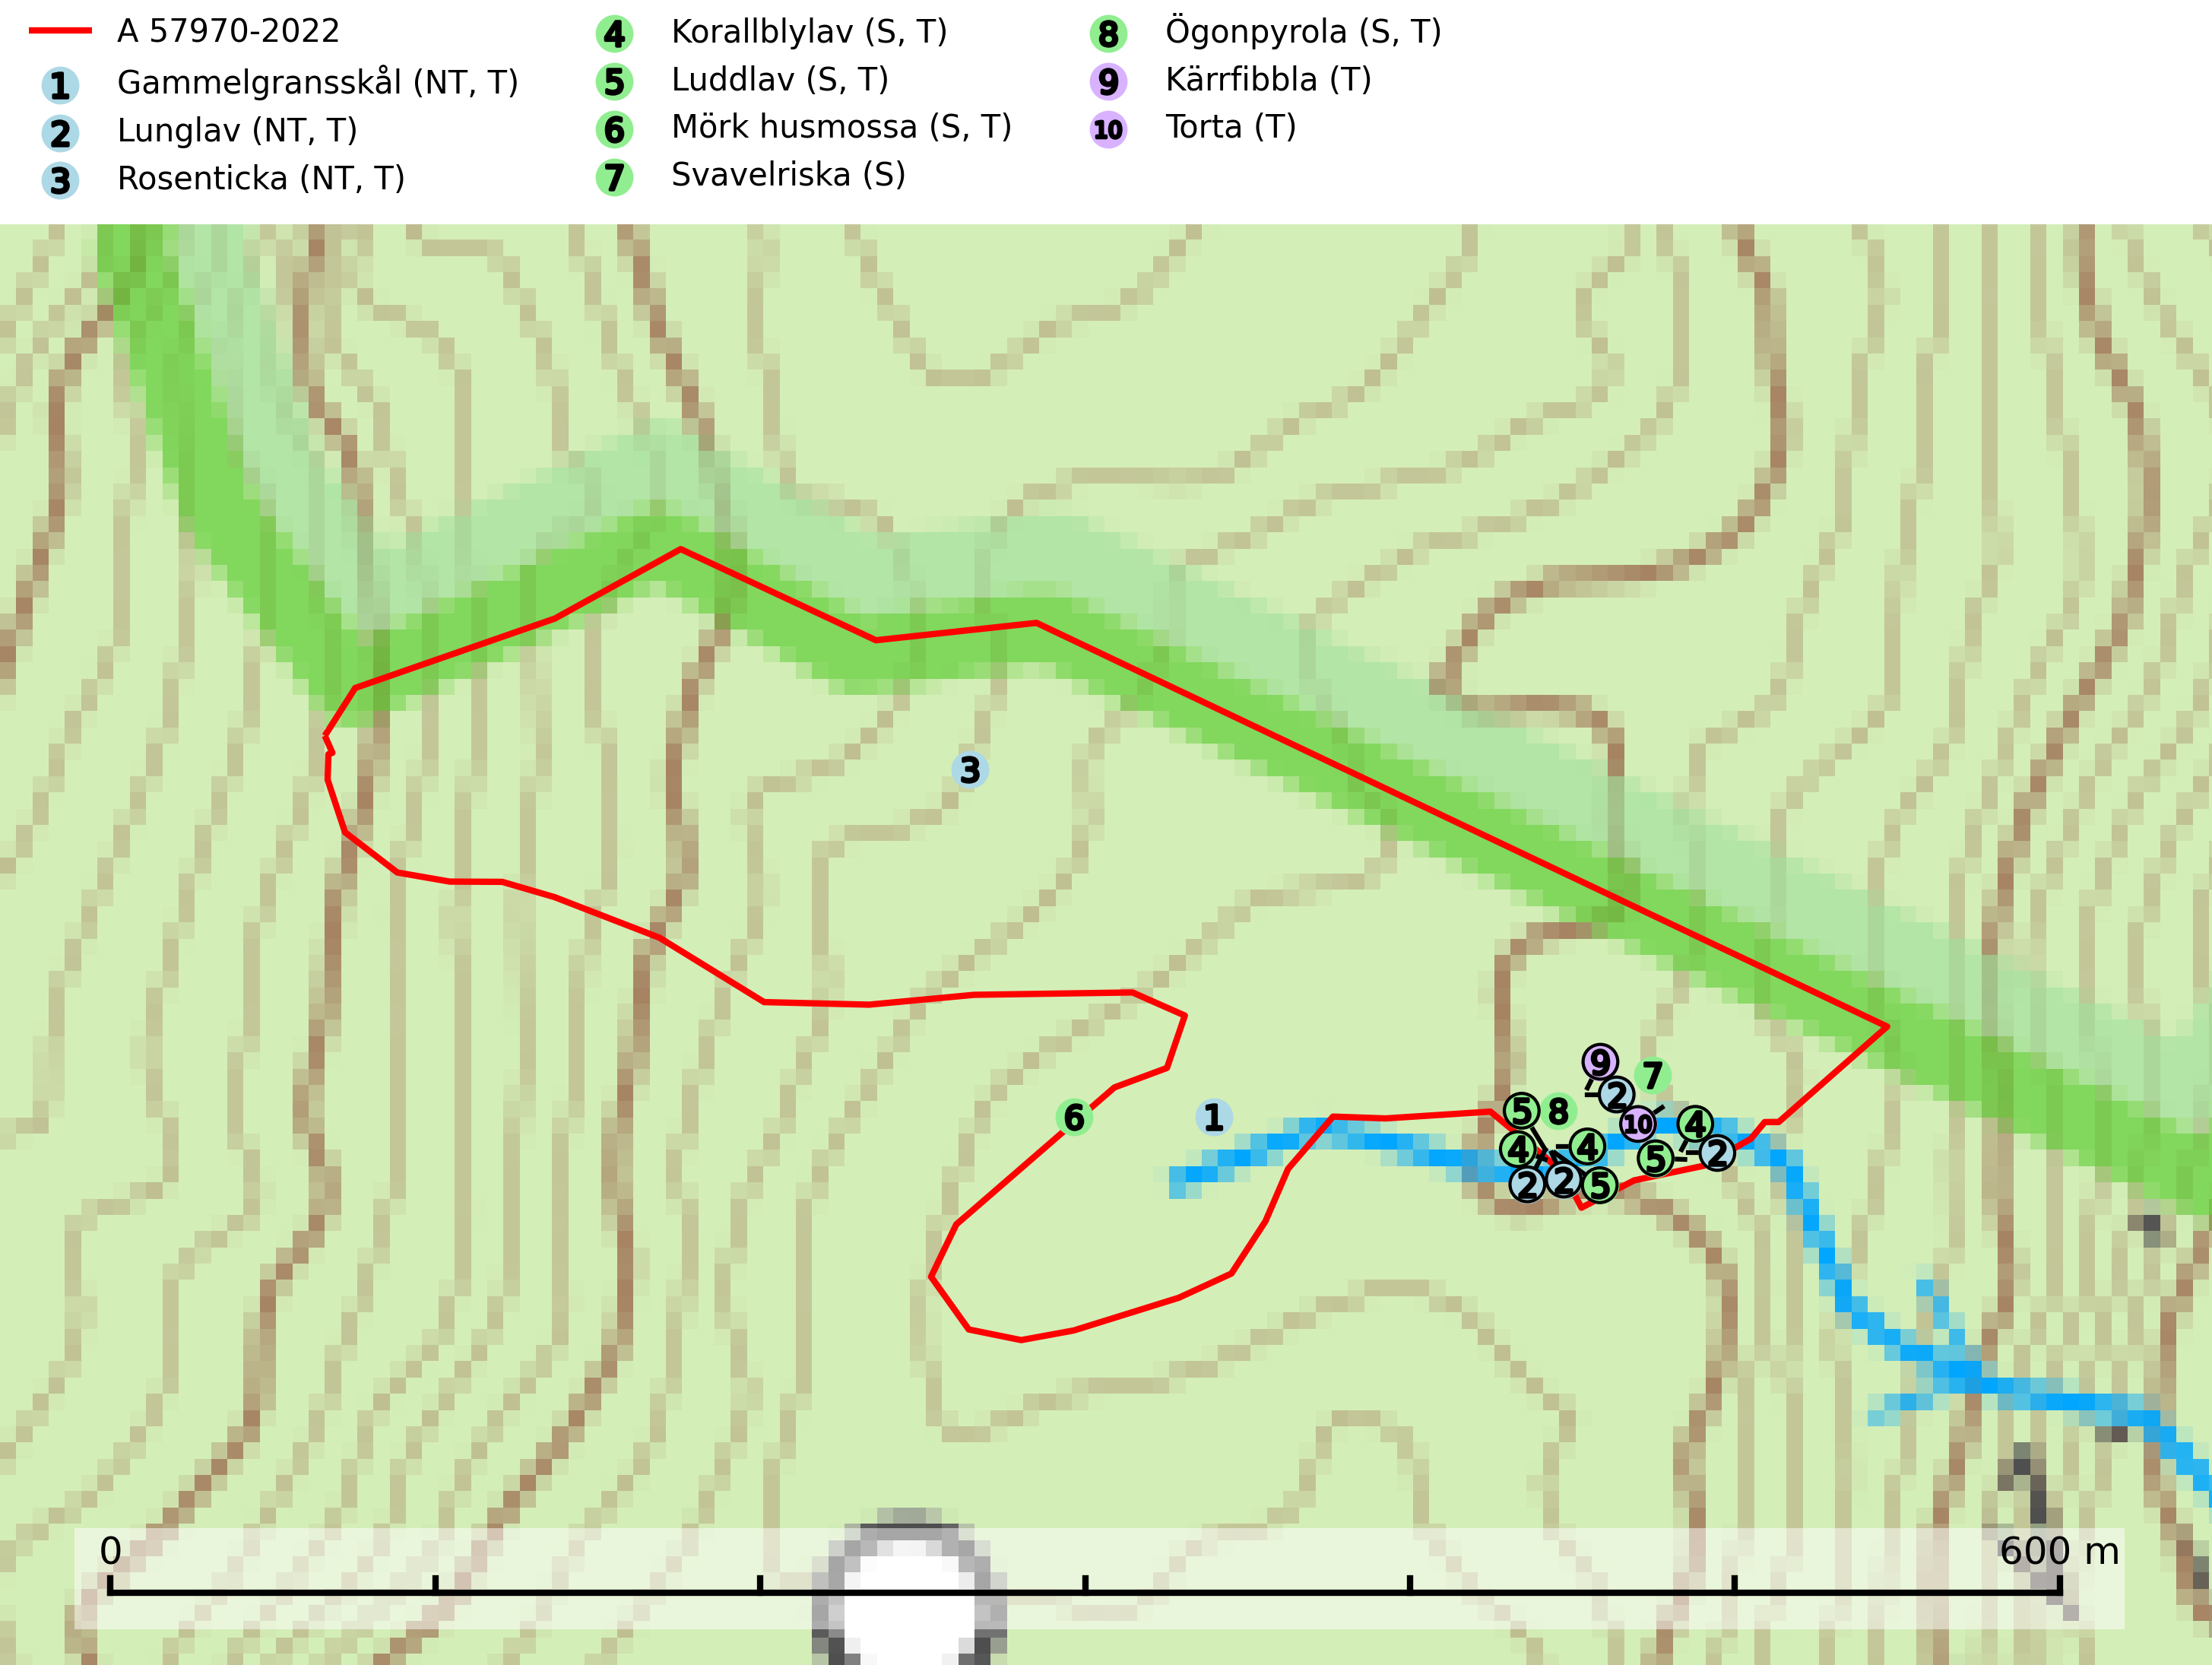 A 57970-2022
1 Gammelgransskål (NT, T)
2 Lunglav (NT, T)
3 Rosenticka (NT, T)
4 Korallblylav (S, T)
5 Luddlav (S, T)
6 Mörk husmossa (S, T)
7 Svavelriska (S)
8 Ögonpyrola (S, T)
9 Kärrfibbla (T)
10 Torta (T)
3
9
7
2
5 8
6 1
10 4
4 4
5 2
2 2 5
0 600 m